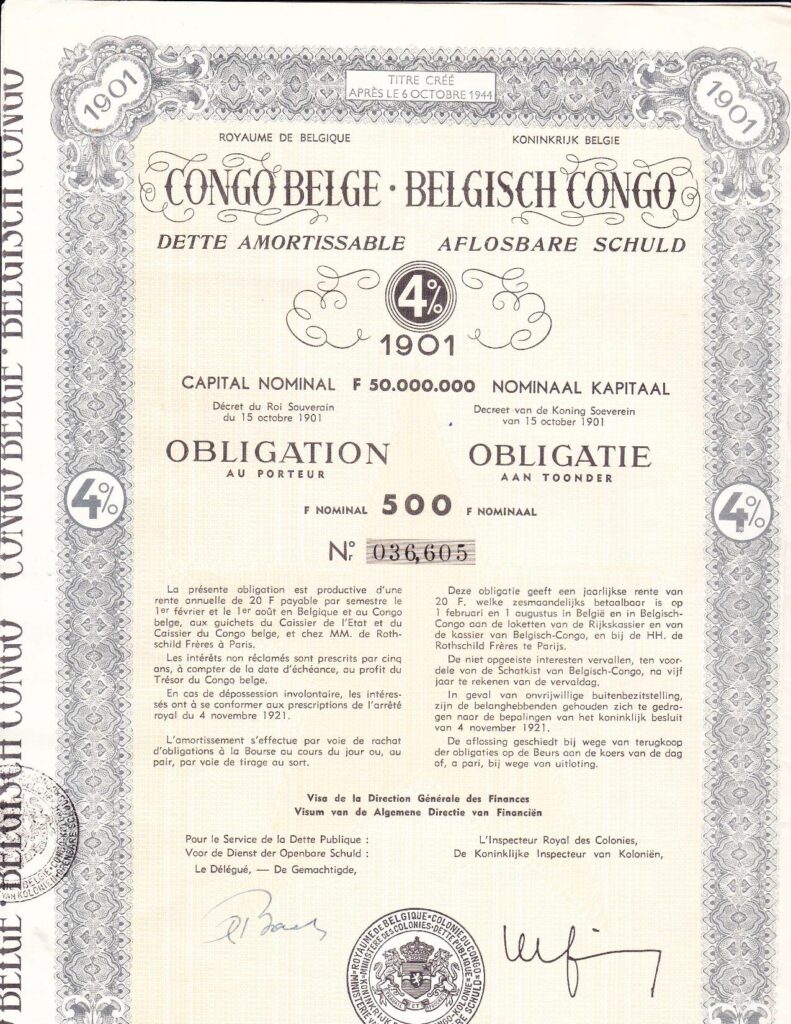 1901
TITRE CRÉÉ
APRÈS LE 6 OCTOBRE 1944
1901
ROYAUME DE BELGIQUE
KONINKRIJK BELGIE
CONGO BELGE • BELGISCH CONGO
DETTE AMORTISSABLE
AFLOSBARE SCHULD
4%
1901
CAPITAL NOMINAL F 50.000.000 NOMINAAL KAPITAAL
Décret du Roi Souverain
du 15 octobre 1901
Decreet van de Koning Soeverein
van 15 october 1901
OBLIGATION
AU PORTEUR
OBLIGATIE
AAN TOONDER
4%
F NOMINAL 500 F NOMINAAL
4%
Nor 036,605
La présente obligation est productive d'une
rente annuelle de 20 F payable par semestre le
1er février et le 1er août en Belgique et au Congo
belge, aux guichets du Caissier de l'Etat et du
Caissier du Congo belge, et chez MM. de Roth-
schild Frères à Paris.
Les intérêts non réclamés sont prescrits par cinq
ans, à compter de la date d'échéance, au profit du
Trésor du Congo belge.
En cas de dépossession involontaire, les intéres-
sés ont à se conformer aux prescriptions de l'arrêté
royal du 4 novembre 1921.
L'amortissement s'effectue par voie de rachat
d'obligations à la Bourse au cours du jour ou, au
pair, par voie de tirage au sort.
Deze obligatie geeft een jaarlijkse rente van
20 F. welke zesmaandelijks betaalbaar is op
1 februari en 1 augustus in België en in Belgisch-
Congo aan de loketten van de Rijkskassier en van
de kassier van Belgisch-Congo, en bij de HH. de
Rothschild Frères te Parijs.
De niet opgeeiste interesten vervallen, ten voor-
dele van de Schatkist van Belgisch-Congo, na vijf
jaar te rekenen van de vervaldag.
In geval van onvrijwillige buitenbezitstelling,
zijn de belanghebbenden gehouden zich te gedra-
gen naar de bepalingen van het koninklijk besluit
van 4 november 1921.
De aflossing geschiedt bij wege van terugkoop
der obligaties op de Beurs aan de koers van de dag
of, a pari, bij wege van uitloting.
Visa de la Direction Générale des Finances
Visum van de Algemene Directie van Financiën
Pour le Service de la Dette Publique :
Voor de Dienst der Openbare Schuld :
Le Délégué, — De Gemachtigde,
L'Inspecteur Royal des Colonies,
De Koninklijke Inspecteur van Koloniën,
ROYAUME DE BELGIQUE • COLONIE DU CONGO
MINISTÈRE DES COLONIES • DETTE PUBLIQUE
BELGE • BELGISCH CONGO
CONGO BELGE • BELGISCH CONGO